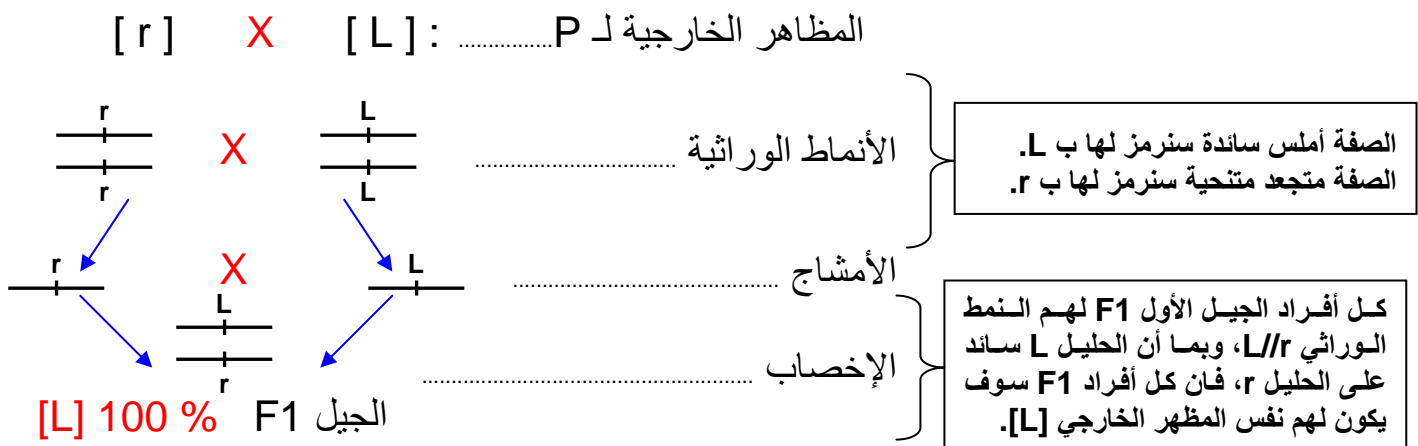 المظاهر الخارجية لـ P................ : [ L ] X [ r ]
r L
الأنماط الوراثية ................................ X
r L
الصفة أملس سائدة سنرمز لها ب L.
الصفة متجعد متنحية سنرمز لها ب r.
الأمشاج ...................................... L X r
L
الإخصاب ................................................
r
الجيل F1 100 % [L]
كل أفراد الجيل الأول F1 لهم النمط
الوراثي L//r، وبما أن الحليل L سائد
على الحليل r، فان كل أفراد F1 سوف
يكون لهم نفس المظهر الخارجي [L].